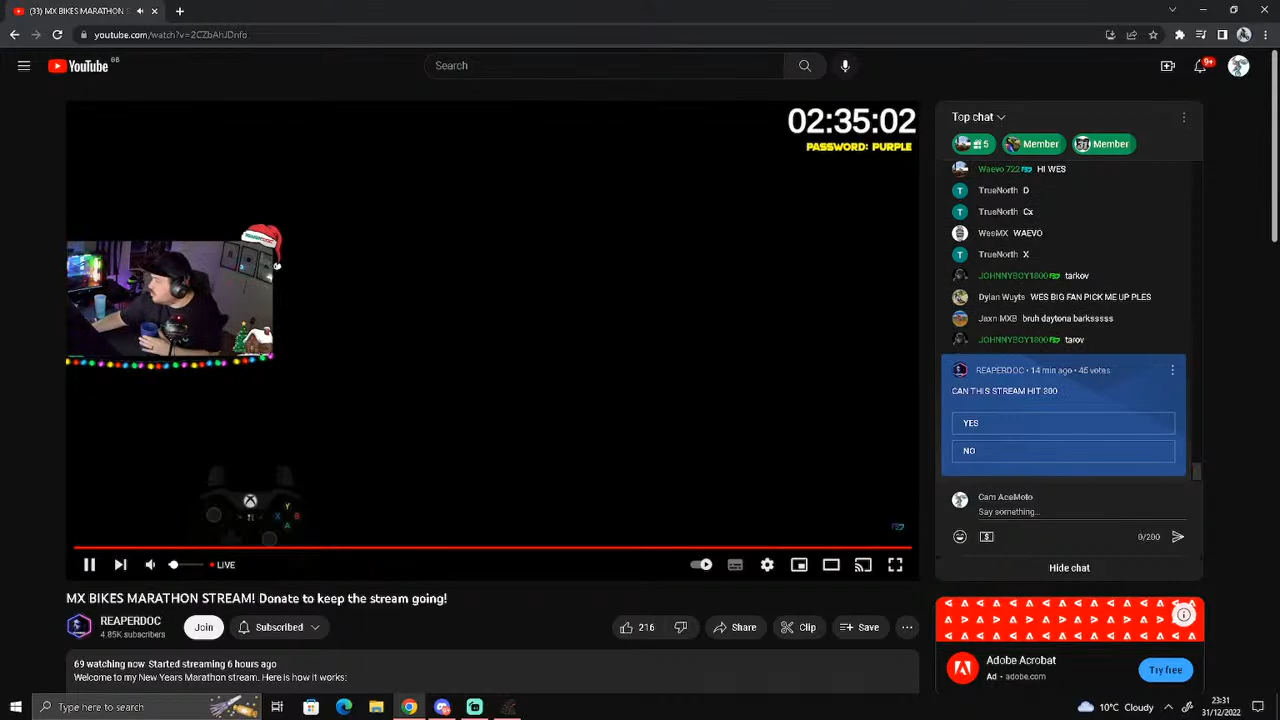 (33) MX BIKES MARATHON S
youtube.com/watch?v=2CZbAhJDnfo
YouTube GB
Search
9+
02:35:02
PASSWORD: PURPLE
Top chat
5
Member
Member
Waevo 722 HI WES
TrueNorth D
TrueNorth Cx
WesMX WAEVO
TrueNorth X
JOHNNYBOY1800 tarkov
Dylan Wuyts WES BIG FAN PICK ME UP PLES
Jaxn MXB bruh daytona barksssss
JOHNNYBOY1800 tarov
REAPERDOC • 14 min ago • 45 votes
CAN THIS STREAM HIT 300
YES
NO
Cam AceMoto
Say something...
0/200
Hide chat
Y
X B
A
LIVE
MX BIKES MARATHON STREAM! Donate to keep the stream going!
REAPERDOC
4.85K subscribers
Join
Subscribed
216
Share
Clip
Save
69 watching now Started streaming 6 hours ago
Welcome to my New Years Marathon stream. Here is how it works:
Adobe Acrobat
Ad • adobe.com
Try free
Type here to search
10°C Cloudy
23:31
31/12/2022